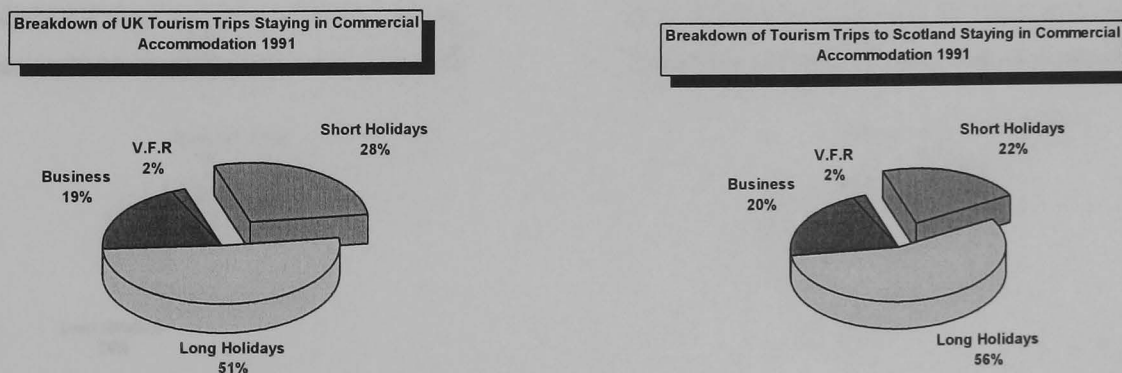 Breakdown of UK Tourism Trips Staying in Commercial
Accommodation 1991
Short Holidays
28%
V.F.R
2%
Business
19%
Long Holidays
51%
Breakdown of Tourism Trips to Scotland Staying in Commercial
Accommodation 1991
Short Holidays
22%
V.F.R
2%
Business
20%
Long Holidays
56%